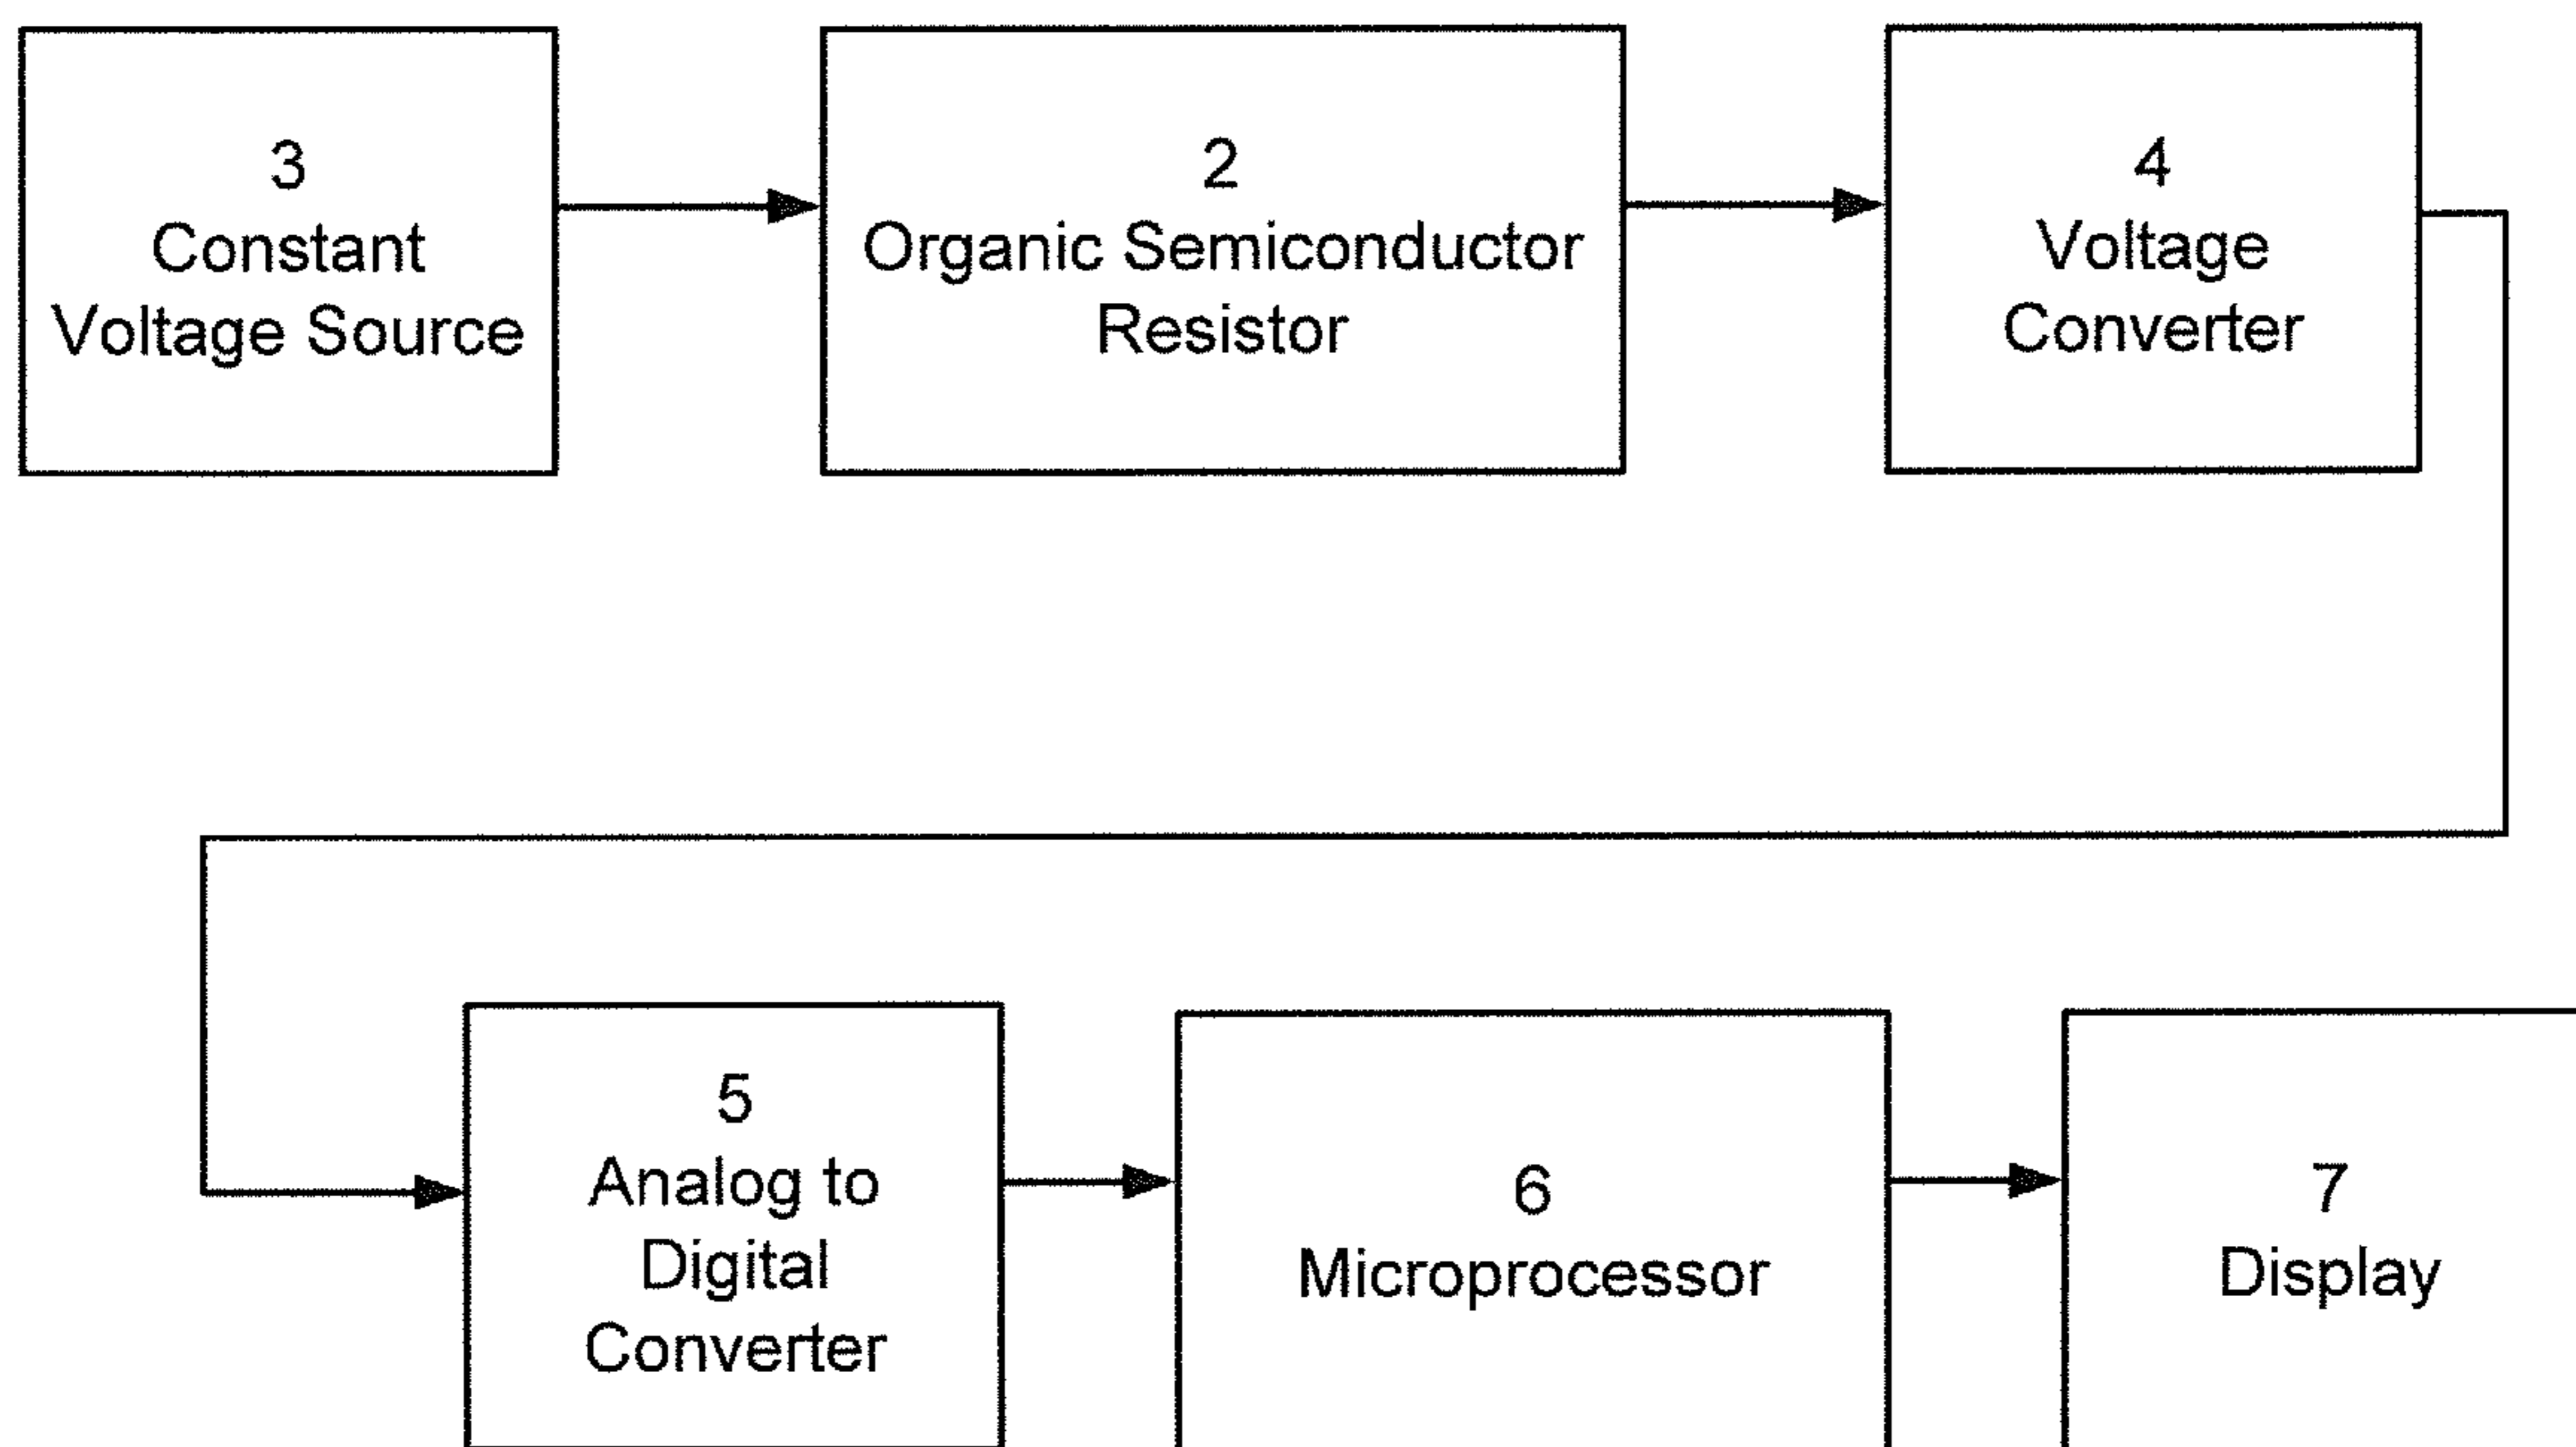 3
Constant
Voltage Source
2
Organic Semiconductor
Resistor
4
Voltage
Converter
5
Analog to
Digital
Converter
6
Microprocessor
7
Display